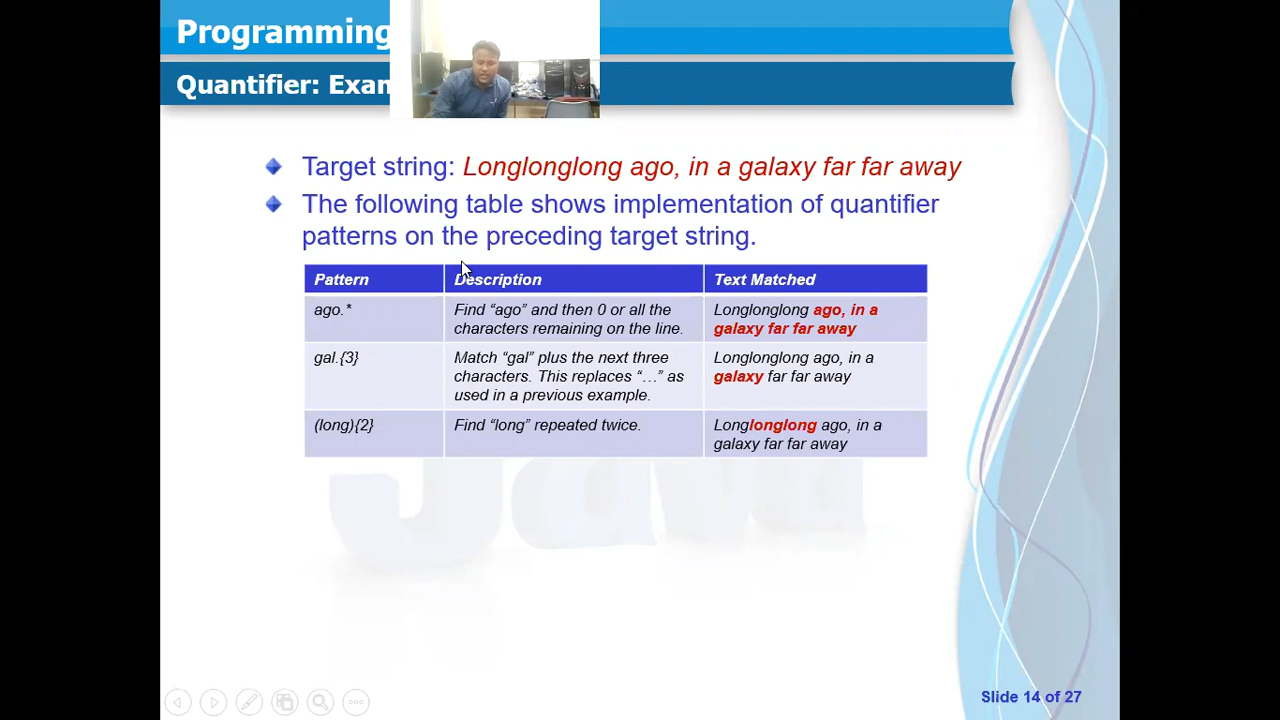 Programming
Quantifier: Exam
Target string: Longlonglong ago, in a galaxy far far away
The following table shows implementation of quantifier
patterns on the preceding target string.
Pattern Description Text Matched
ago.* Find “ago” and then 0 or all the characters remaining on the line. Longlonglong ago, in a galaxy far far away
gal.{3} Match “gal” plus the next three characters. This replaces “…” as used in a previous example. Longlonglong ago, in a galaxy far far away
(long){2} Find “long” repeated twice. Longlonglong ago, in a galaxy far far away
Java
Slide 14 of 27